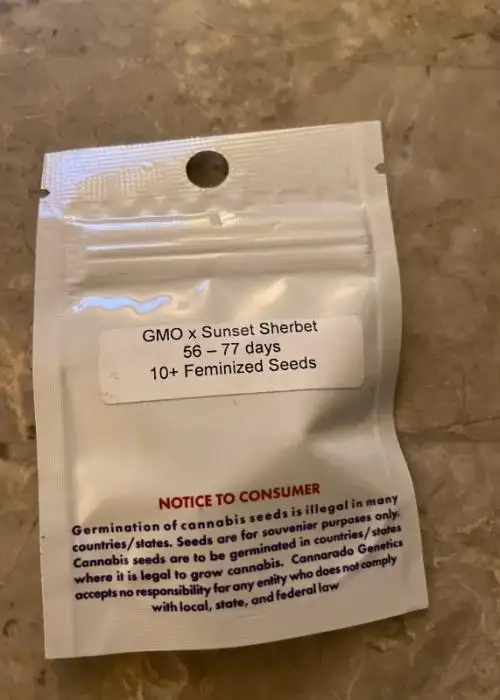 GMO x Sunset Sherbet
56 – 77 days
10+ Feminized Seeds
NOTICE TO CONSUMER
Germination of cannabis seeds is illegal in many
countries/states. Seeds are for souvenier purposes only.
Cannabis seeds are to be germinated in countries/states
where it is legal to grow cannabis. Cannarado Genetics
accepts no responsibility for any entity who does not comply
with local, state, and federal law